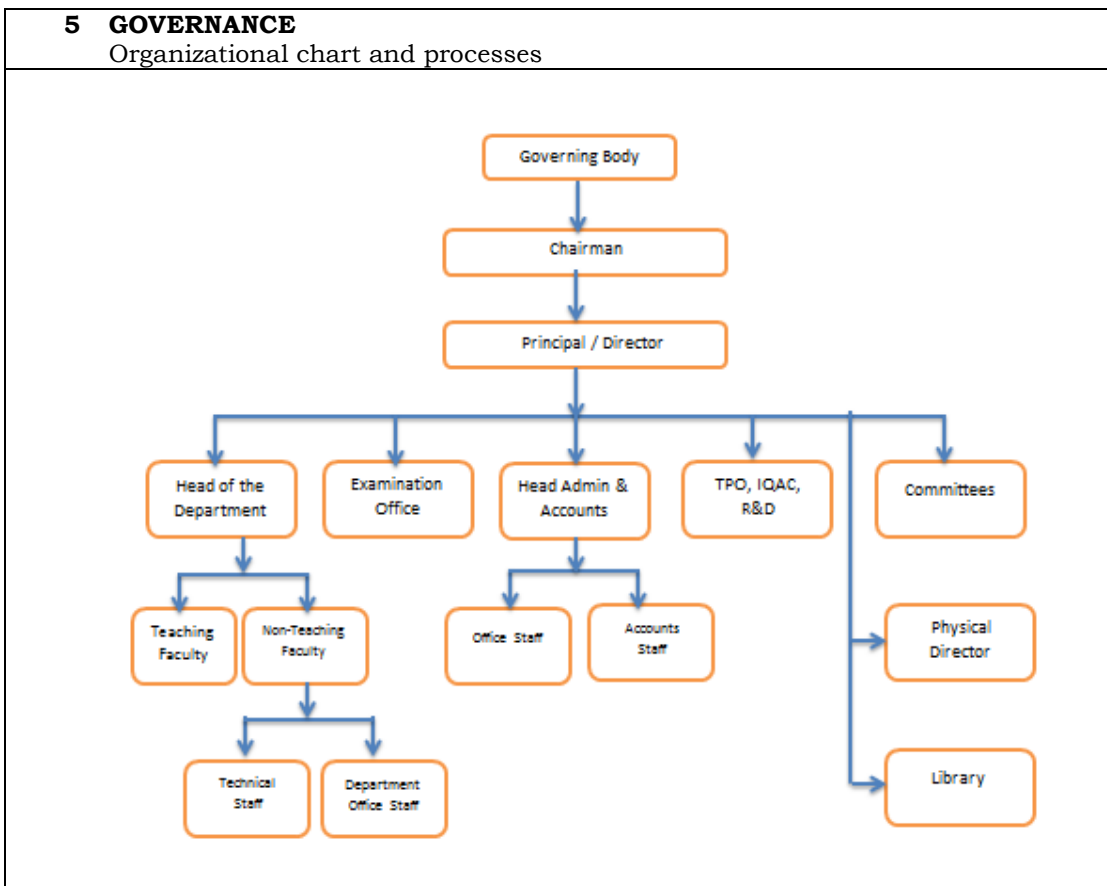 5 GOVERNANCE
Organizational chart and processes
Governing Body
Chairman
Principal / Director
Head of the
Department
Examination
Office
Head Admin &
Accounts
TPO, IQAC,
R&D
Committees
Teaching
Faculty
Non-Teaching
Faculty
Office Staff
Accounts
Staff
Physical
Director
Technical
Staff
Department
Office Staff
Library